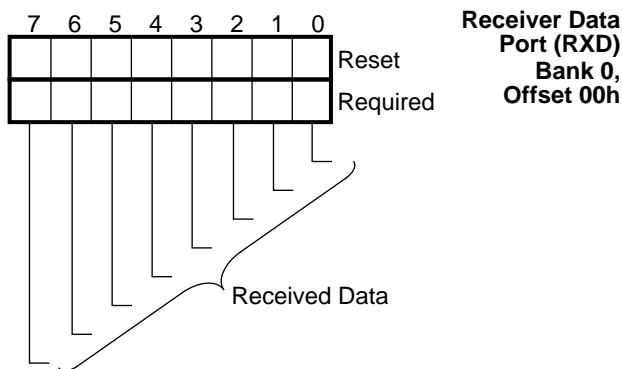 7 6 5 4 3 2 1 0
Reset
Required
Received Data
Receiver Data
Port (RXD)
Bank 0,
Offset 00h